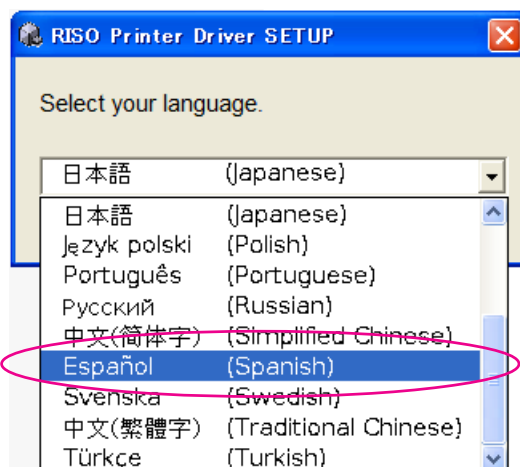 RISO Printer Driver SETUP
Select your language.
日本語 (Japanese)
日本語 (Japanese)
Język polski (Polish)
Português (Portuguese)
Русский (Russian)
中文(简体字) (Simplified Chinese)
Español (Spanish)
Svenska (Swedish)
中文(繁體字) (Traditional Chinese)
Türkçe (Turkish)